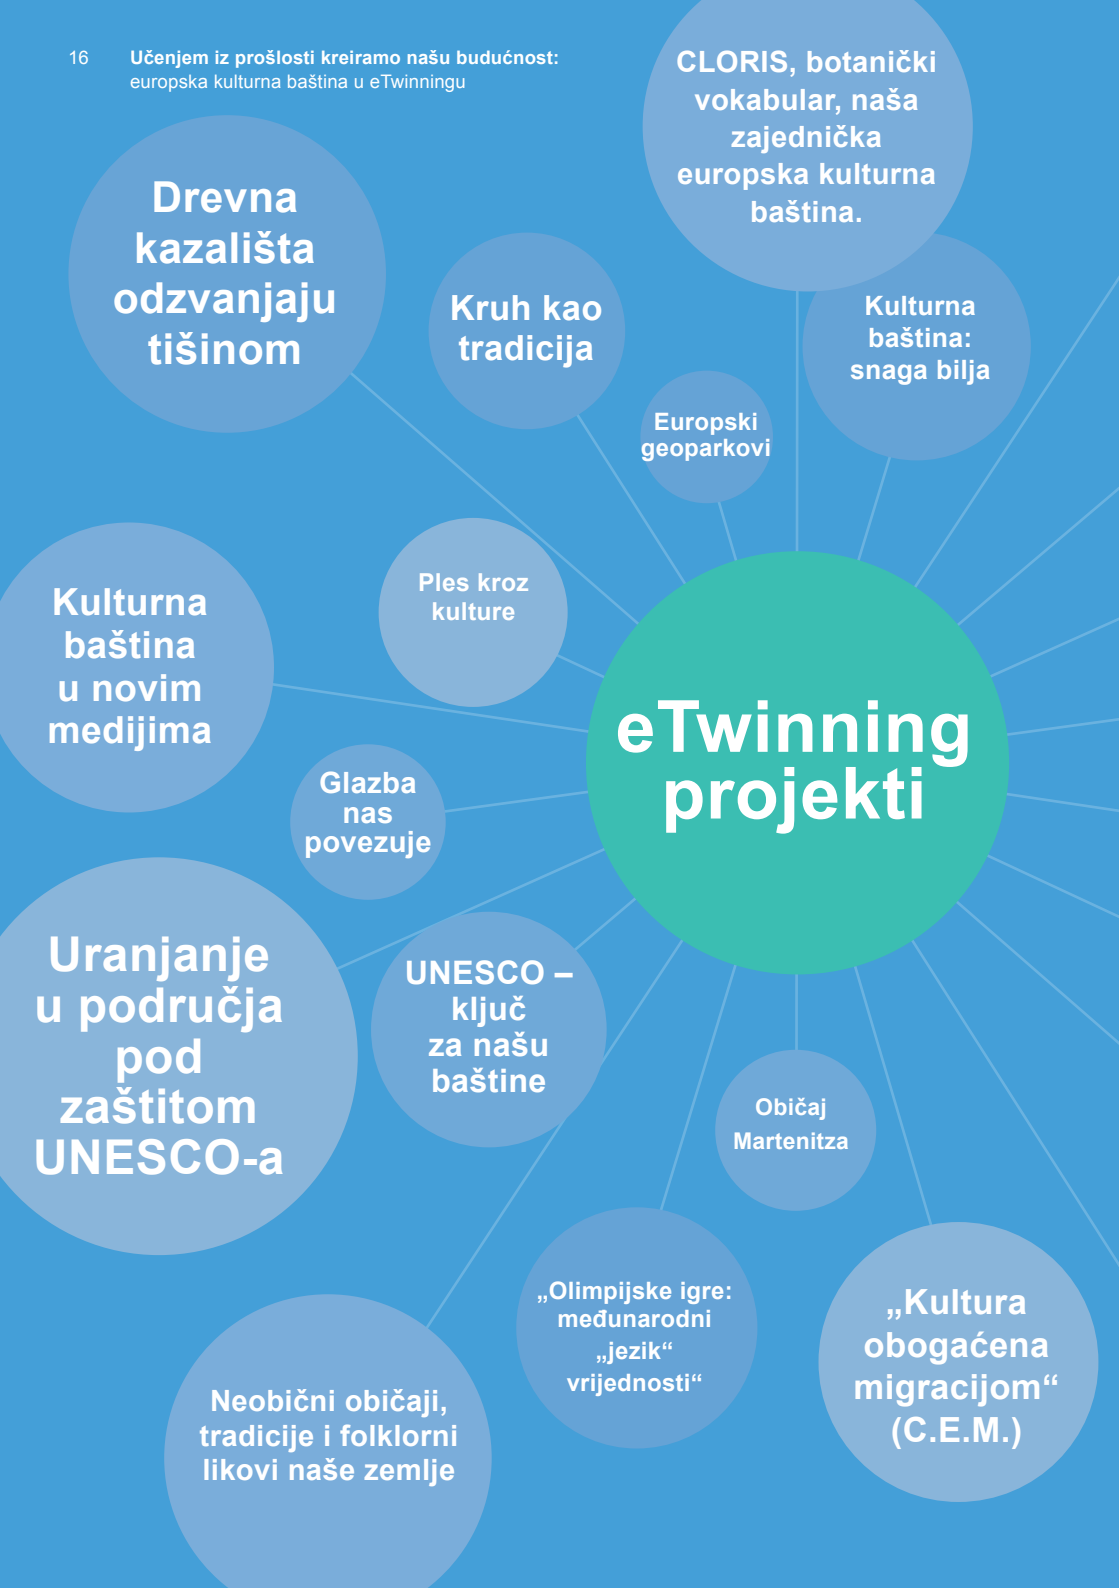 16
Učenjem iz prošlosti kreiramo našu budućnost:
europska kulturna baština u eTwinningu
CLORIS, botanički
vokabular, naša
zajednička
europska kulturna
baština.
Drevna
kazališta
odzvanjaju
tišinom
Kruh kao
tradicija
Kulturna
baština:
snaga bilja
Europski
geoparkovi
Ples kroz
kulture
Kulturna
baština
u novim
medijima
eTwinning
projekti
Glazba
nas
povezuje
Uranjanje
u područja
pod
zaštitom
UNESCO-a
UNESCO –
ključ
za našu
baštine
Običaj
Martenitza
„Olimpijske igre:
međunarodni
„jezik“
vrijednosti“
„Kultura
obogaćena
migracijom“
(C.E.M.)
Neobični običaji,
tradicije i folklorni
likovi naše zemlje